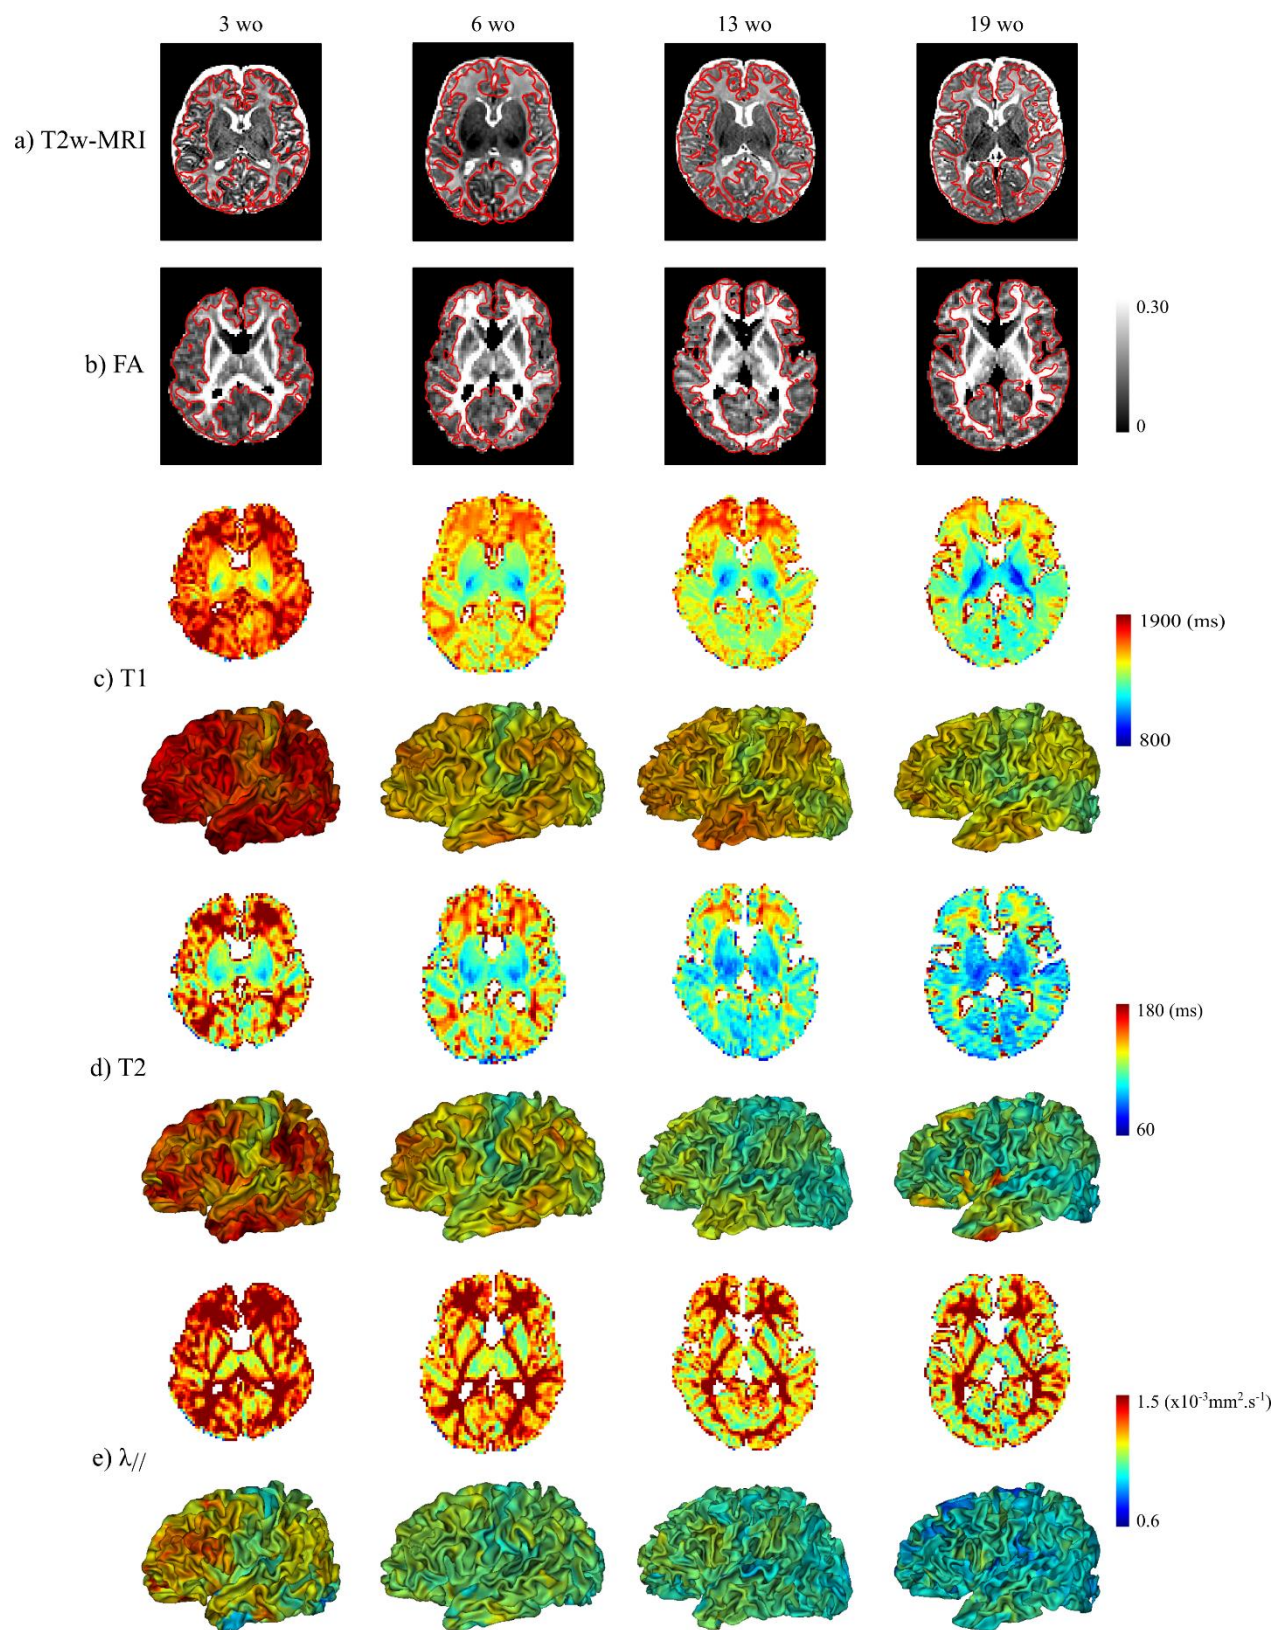 3 wo 6 wo 13 wo 19 wo
a) T2w-MRI
b) FA
0.30
0
c) T1
1900 (ms)
800
d) T2
180 (ms)
60
e) λ//
1.5 (x10⁻³mm².s⁻¹)
0.6